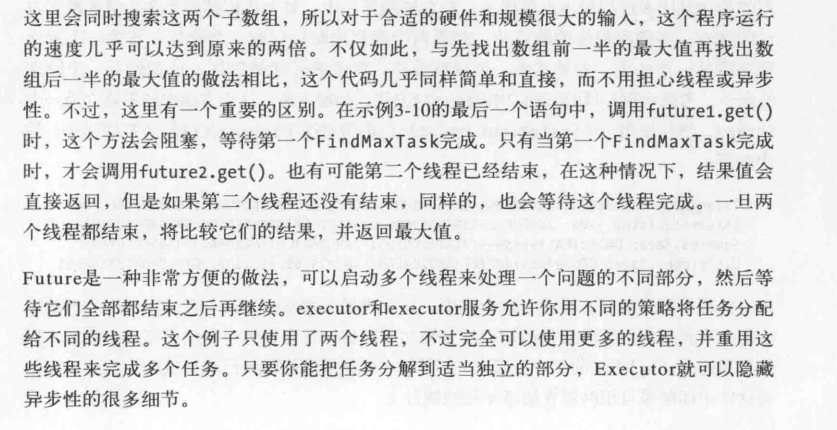 这里会同时搜索这两个子数组，所以对于合适的硬件和规模很大的输入，这个程序运行
的速度几乎可以达到原来的两倍。不仅如此，与先找出数组前一半的最大值再找出数
组后一半的最大值的做法相比，这个代码几乎同样简单和直接，而不用担心线程或异步
性。不过，这里有一个重要的区别。在示例3-10的最后一个语句中，调用future1.get()
时，这个方法会阻塞，等待第一个FindMaxTask完成。只有当第一个FindMaxTask完成
时，才会调用future2.get()。也有可能第二个线程已经结束，在这种情况下，结果值会
直接返回，但是如果第二个线程还没有结束，同样的，也会等待这个线程完成。一旦两
个线程都结束，将比较它们的结果，并返回最大值。
Future是一种非常方便的做法，可以启动多个线程来处理一个问题的不同部分，然后等
待它们全部都结束之后再继续。executor和executor服务允许你用不同的策略将任务分配
给不同的线程。这个例子只使用了两个线程，不过完全可以使用更多的线程，并重用这
些线程来完成多个任务。只要你能把任务分解到适当独立的部分，Executor就可以隐藏
异步性的很多细节。